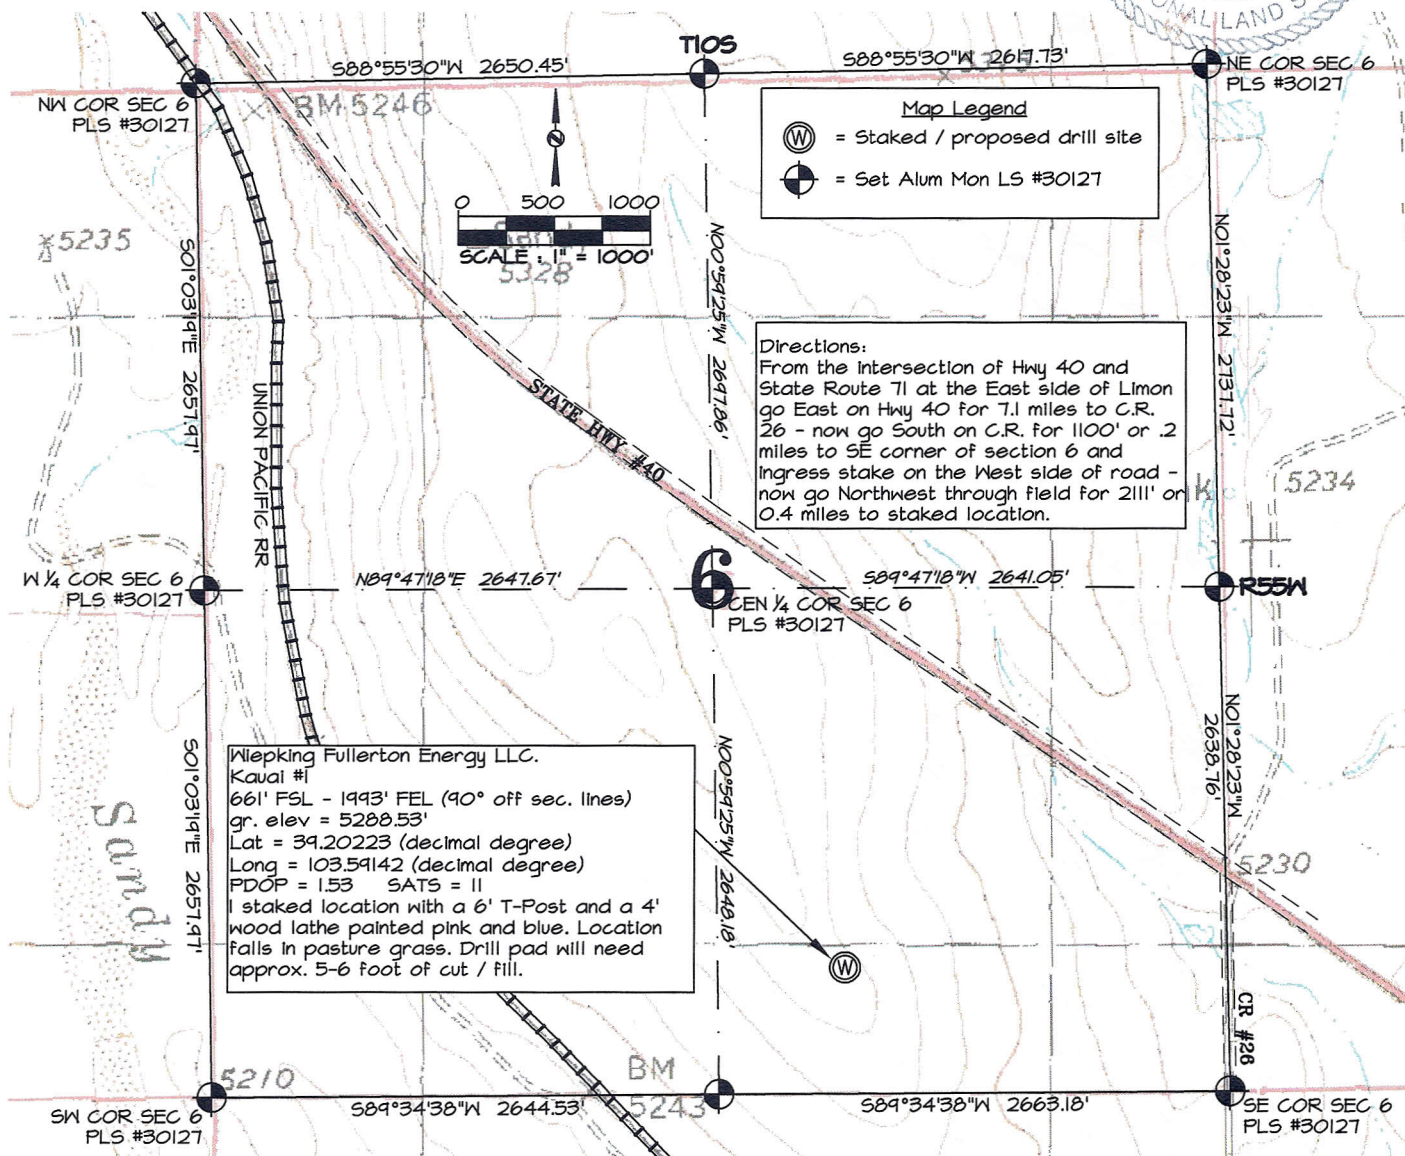 ONAL LAND S
T10S
S88°55'30"W 2650.45'
S88°55'30"W 2617.73'
NW COR SEC 6
PLS #30127
NE COR SEC 6
PLS #30127
BM 5246
Map Legend
W = Staked / proposed drill site
= Set Alum Mon LS #30127
N
0 500 1000
SCALE : 1" = 1000'
5328
5235
S01°03'19"E 2657.97'
UNION PACIFIC RR
STATE HWY #40
N00°59'25"W 2697.86'
N01°28'23"W 2737.72'
Directions:
From the intersection of Hwy 40 and
State Route 71 at the East side of Limon
go East on Hwy 40 for 7.1 miles to C.R.
26 - now go South on C.R. for 1100' or .2
miles to SE corner of section 6 and
ingress stake on the West side of road -
now go Northwest through field for 2111' or
0.4 miles to staked location.
K
5234
W ¼ COR SEC 6
PLS #30127
N89°47'18"E 2647.67'
6
S89°47'18"W 2641.05'
R55W
CEN ¼ COR SEC 6
PLS #30127
Sandy
S01°03'19"E 2657.97'
Wiepking Fullerton Energy LLC.
Kauai #1
661' FSL - 1993' FEL (90° off sec. lines)
gr. elev = 5288.53'
Lat = 39.20223 (decimal degree)
Long = 103.59142 (decimal degree)
PDOP = 1.53 SATS = 11
I staked location with a 6' T-Post and a 4'
wood lathe painted pink and blue. Location
falls in pasture grass. Drill pad will need
approx. 5-6 foot of cut / fill.
N00°59'25"W 2648.18'
N01°28'23"W
2638.76'
5230
W
CR #26
5210
BM
5243
SW COR SEC 6
PLS #30127
S89°34'38"W 2644.53'
S89°34'38"W 2663.18'
SE COR SEC 6
PLS #30127